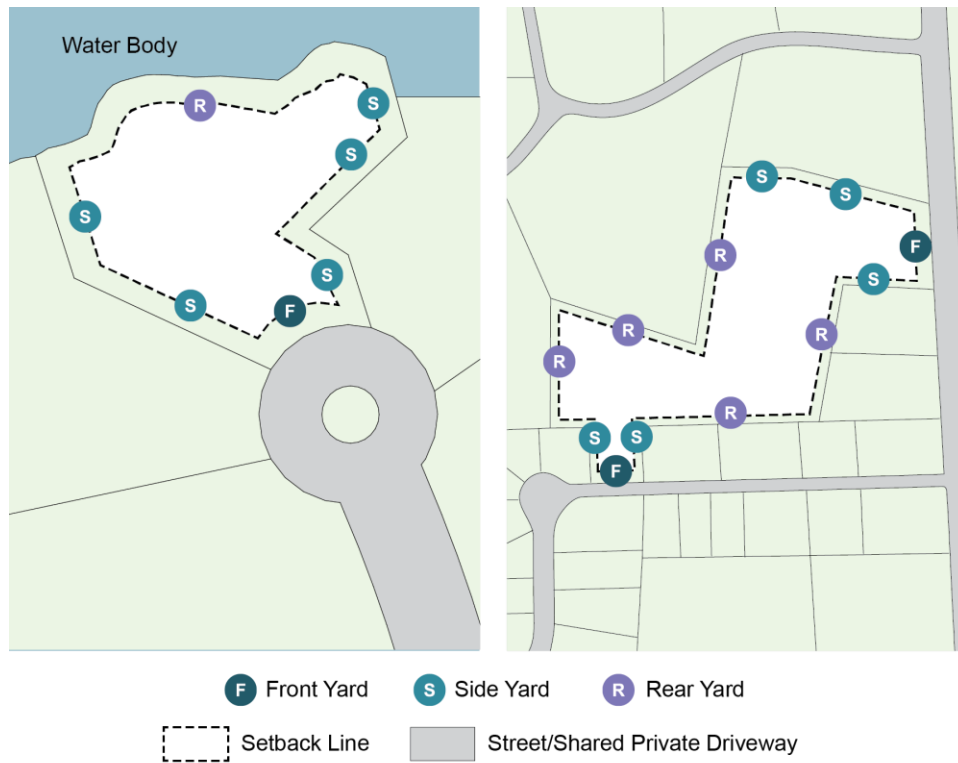 Water Body
R
S
S
S
S
S
F
S
S
F
R
S
R
R
R
R
S
S
F
F Front Yard
S Side Yard
R Rear Yard
Setback Line
Street/Shared Private Driveway